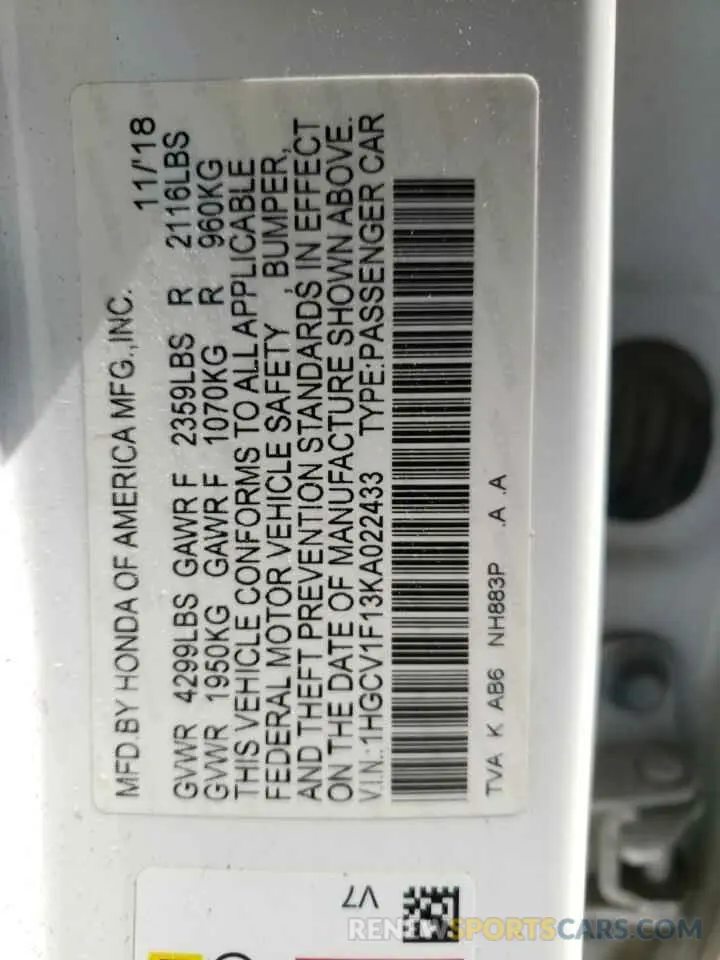 MFD.BY HONDA OF AMERICA MFG.,INC. 11/'18
GVWR 4299LBS GAWR F 2359LBS R 2116LBS
GVWR 1950KG GAWR F 1070KG R 960KG
THIS VEHICLE CONFORMS TO ALL APPLICABLE
FEDERAL MOTOR VEHICLE SAFETY , BUMPER,
AND THEFT PREVENTION STANDARDS IN EFFECT
ON THE DATE OF MANUFACTURE SHOWN ABOVE.
V.I.N.:1HGCV1F13KA022433 TYPE:PASSENGER CAR
TVA K AB6 NH883P .A .A
V7
RENEWSPORTSCARS.COM